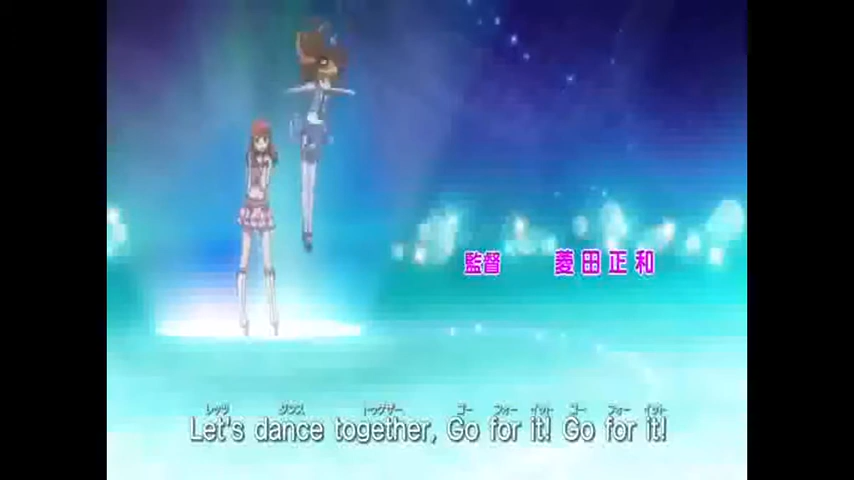 監督 菱田正和
レッツ ダンス トゥゲザー ゴー フォー イット ゴー フォー イット
Let's dance together, Go for it! Go for it!